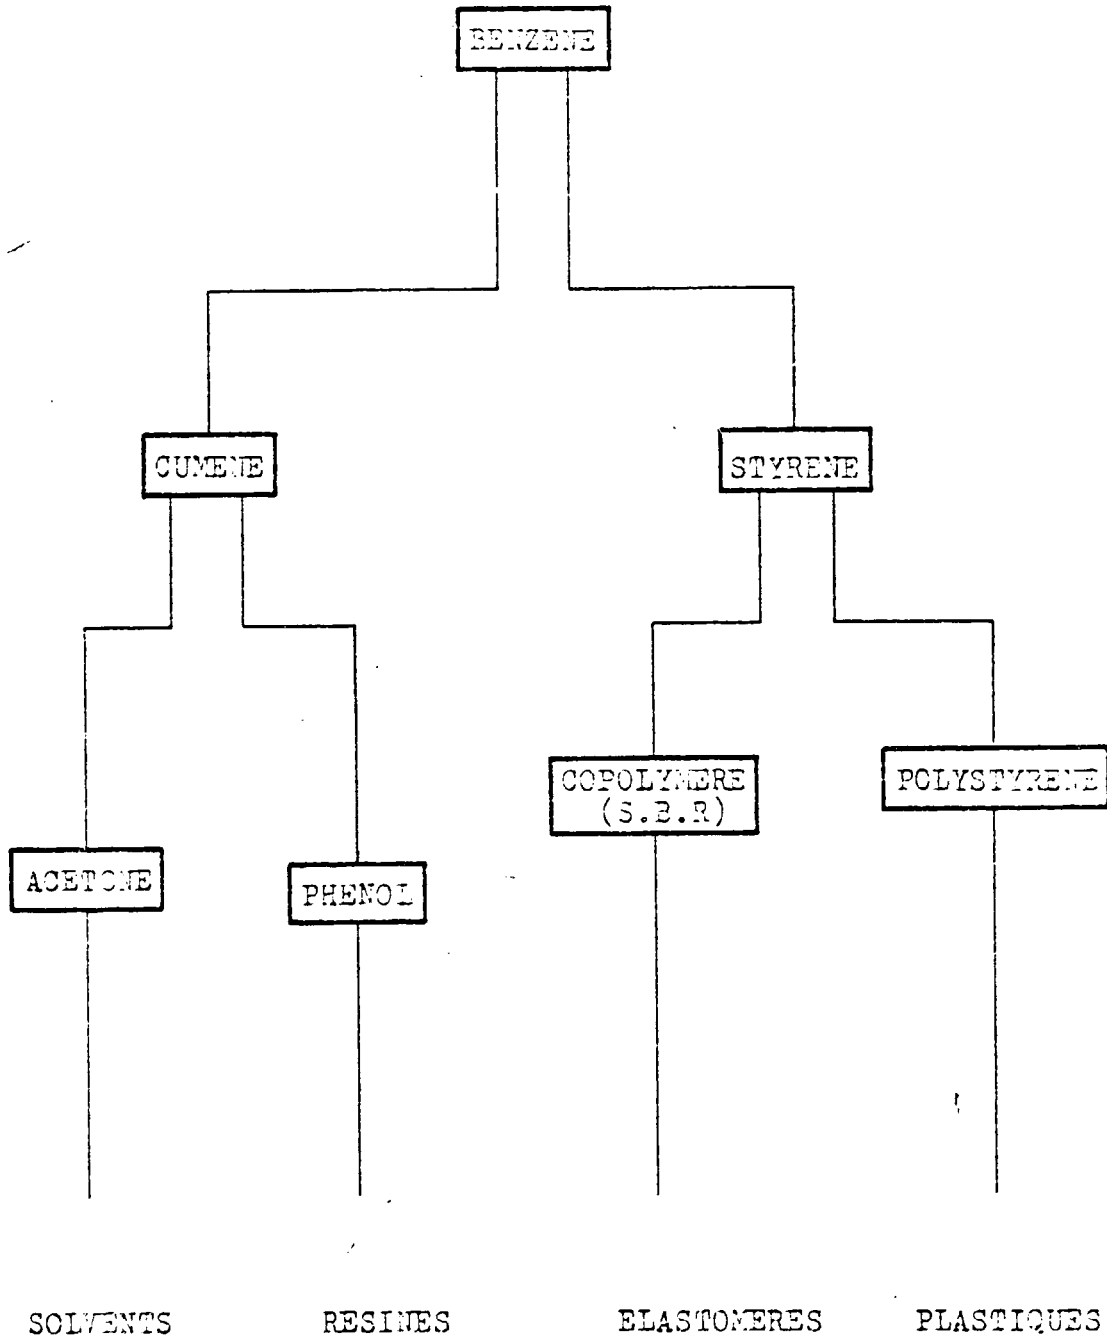 BENZENE
CUMENE
STYRENE
COPOLYMERE
(S.B.R)
POLYSTYRENE
ACETONE
PHENOL
SOLVENTS
RESINES
ELASTOMERES
PLASTIQUES